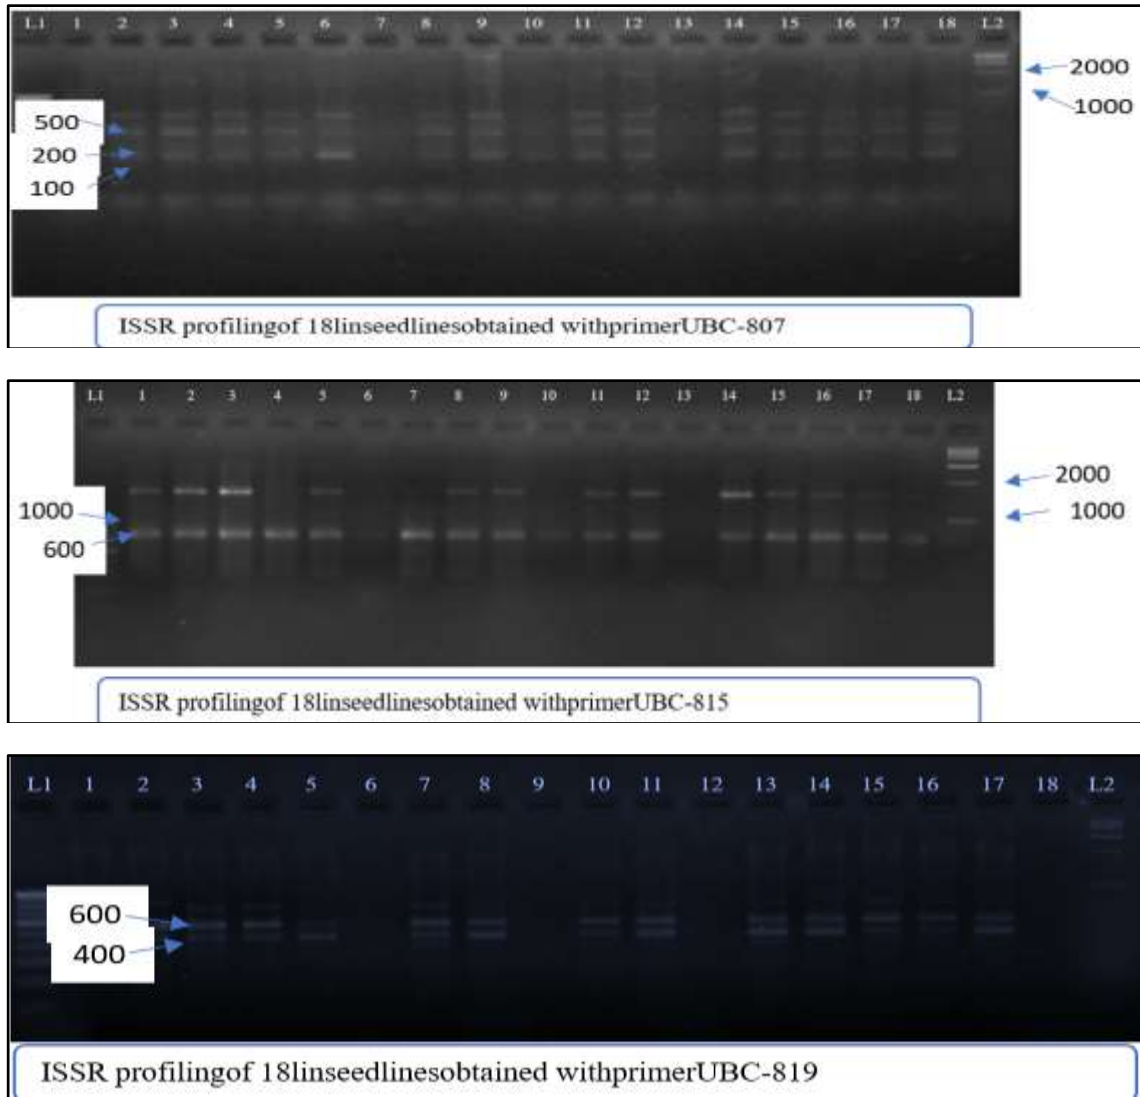 L1 1 2 3 4 5 6 7 8 9 10 11 12 13 14 15 16 17 18 L2
2000
1000
500
200
100
ISSR profilingof 18linseedlinesobtained withprimerUBC-807
L1 1 2 3 4 5 6 7 8 9 10 11 12 13 14 15 16 17 18 L2
2000
1000
1000
600
ISSR profilingof 18linseedlinesobtained withprimerUBC-815
L1 1 2 3 4 5 6 7 8 9 10 11 12 13 14 15 16 17 18 L2
600
400
ISSR profilingof 18linseedlinesobtained withprimerUBC-819